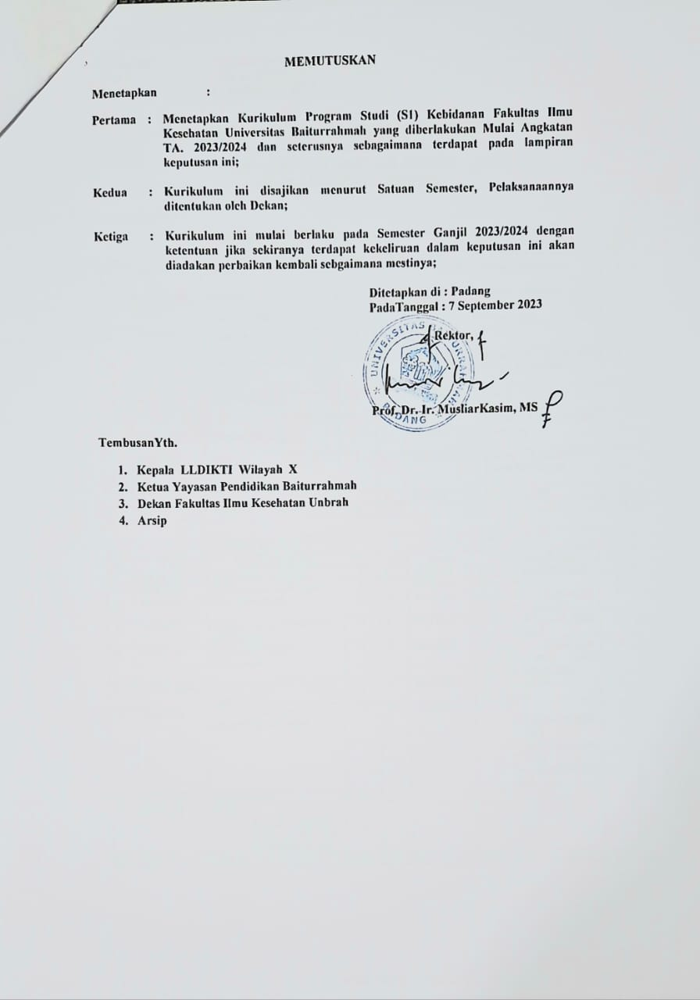 MEMUTUSKAN
Menetapkan :
Pertama : Menetapkan Kurikulum Program Studi (S1) Kebidanan Fakultas Ilmu
Kesehatan Universitas Baiturrahmah yang diberlakukan Mulai Angkatan
TA. 2023/2024 dan seterusnya sebagaimana terdapat pada lampiran
keputusan ini;
Kedua : Kurikulum ini disajikan menurut Satuan Semester, Pelaksanaannya
ditentukan oleh Dekan;
Ketiga : Kurikulum ini mulai berlaku pada Semester Ganjil 2023/2024 dengan
ketentuan jika sekiranya terdapat kekeliruan dalam keputusan ini akan
diadakan perbaikan kembali sebgaimana mestinya;
Ditetapkan di : Padang
PadaTanggal : 7 September 2023
UNIVERSITAS BAITURRAHMAH
PADANG
Rektor,
Prof. Dr. Ir. MusliarKasim, MS
TembusanYth.
1. Kepala LLDIKTI Wilayah X
2. Ketua Yayasan Pendidikan Baiturrahmah
3. Dekan Fakultas Ilmu Kesehatan Unbrah
4. Arsip